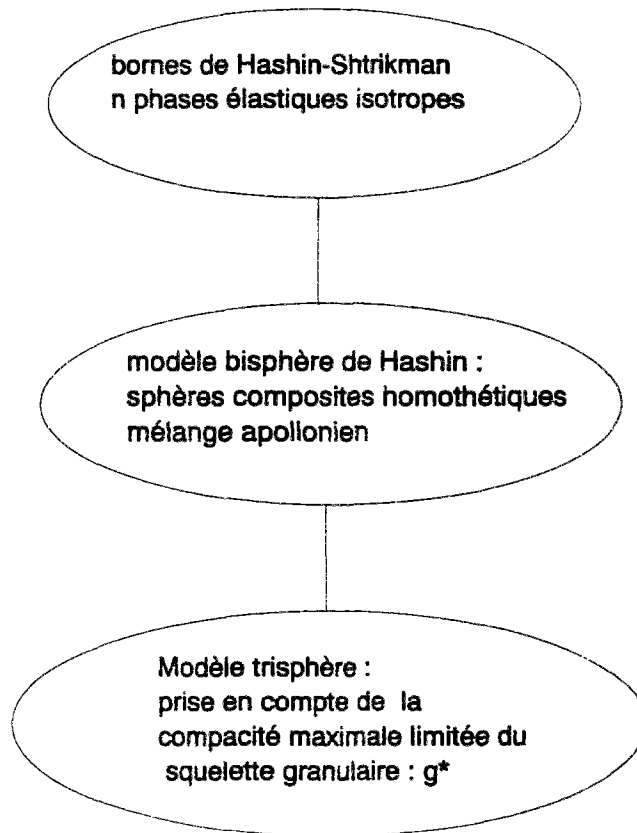 bornes de Hashin-Shtrikman
n phases élastiques isotropes
modèle bisphère de Hashin :
sphères composites homothétiques
mélange apollonien
Modèle trisphère :
prise en compte de la
compacité maximale limitée du
squelette granulaire : g*